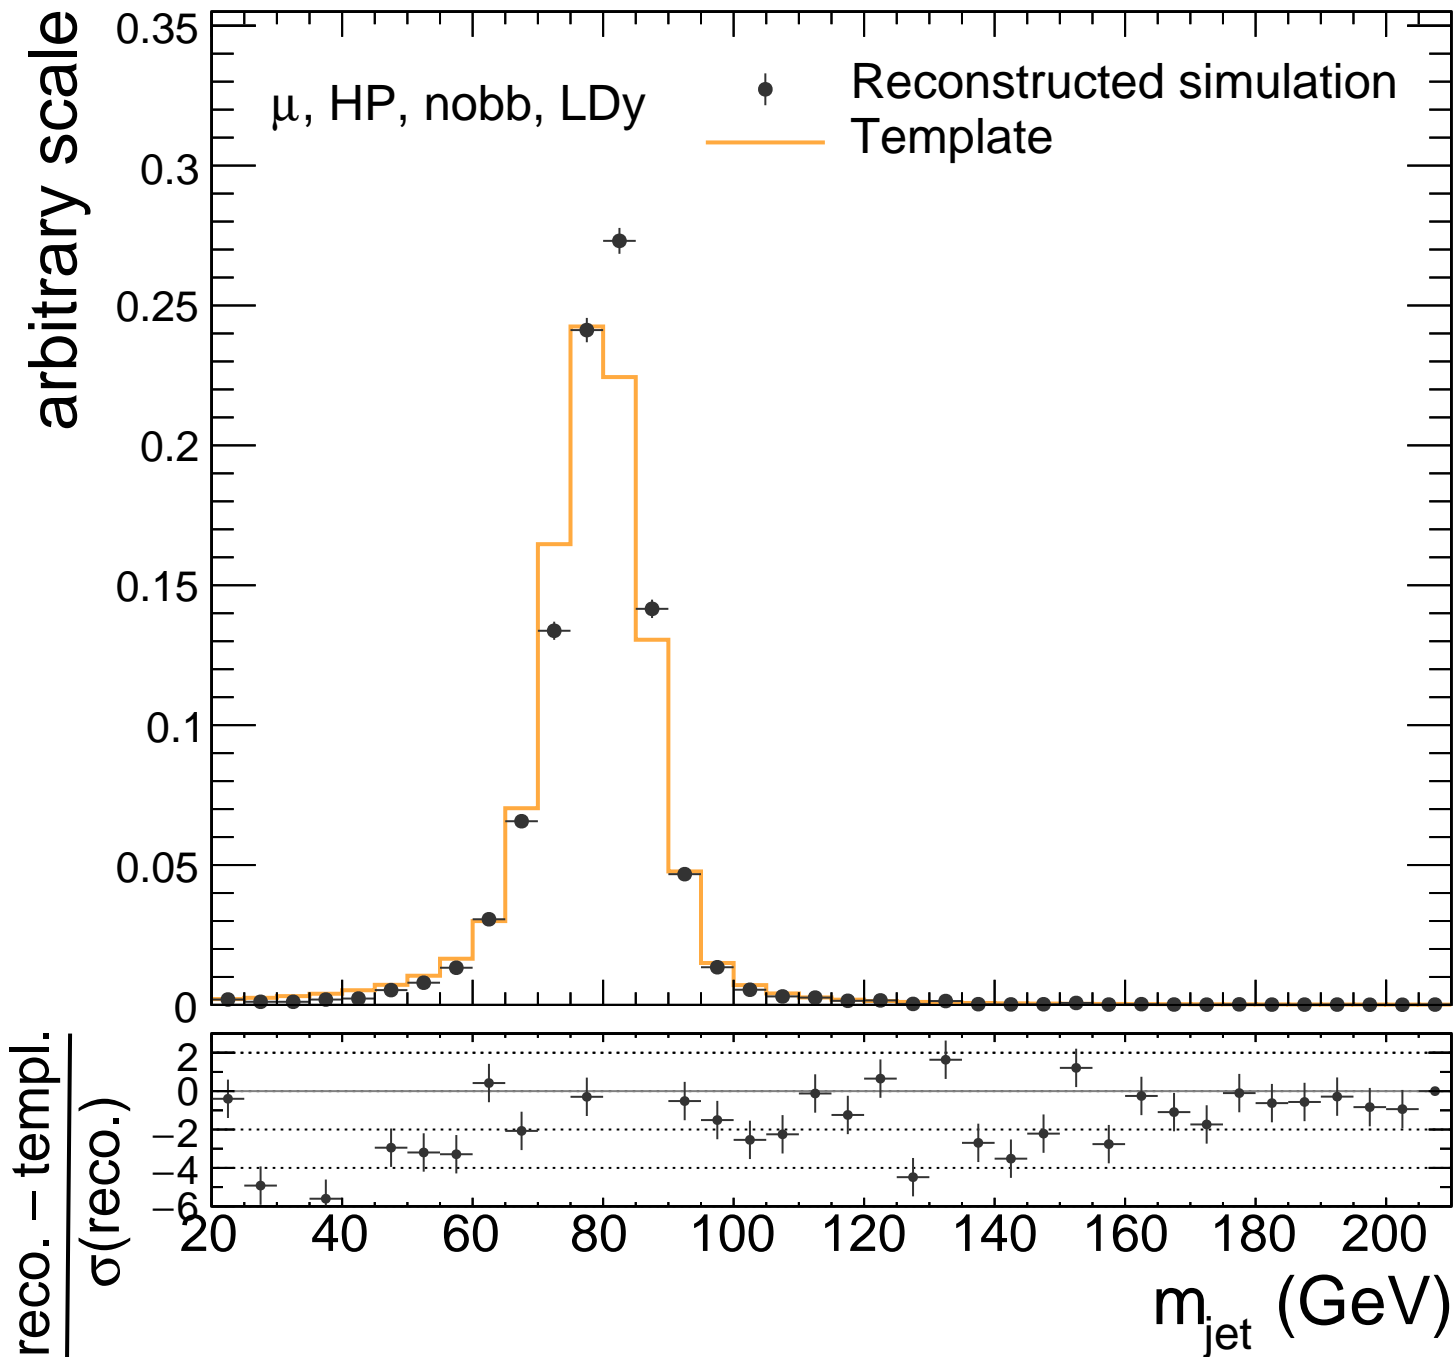 arbitrary scale
0.35
0.3
0.25
0.2
0.15
0.1
0.05
0
μ, HP, nobb, LDy
Reconstructed simulation
Template
reco. − templ.
σ(reco.)
2
0
−2
−4
−6
20 40 60 80 100 120 140 160 180 200
m_jet (GeV)